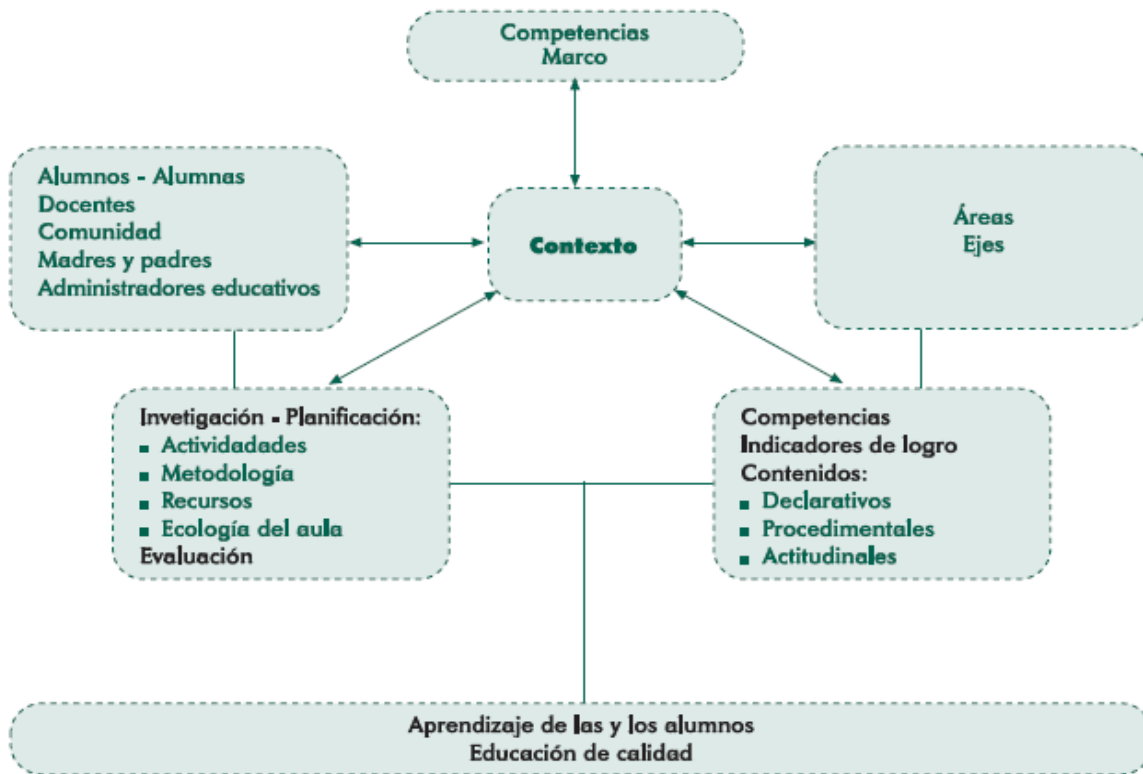 Competencias
Marco
Alumnos - Alumnas
Docentes
Comunidad
Madres y padres
Administradores educativos
Contexto
Áreas
Ejes
Invetigación - Planificación:
▪ Actividadades
▪ Metodología
▪ Recursos
▪ Ecología del aula
Evaluación
Competencias
Indicadores de logro
Contenidos:
▪ Declarativos
▪ Procedimentales
▪ Actitudinales
Aprendizaje de las y los alumnos
Educación de calidad